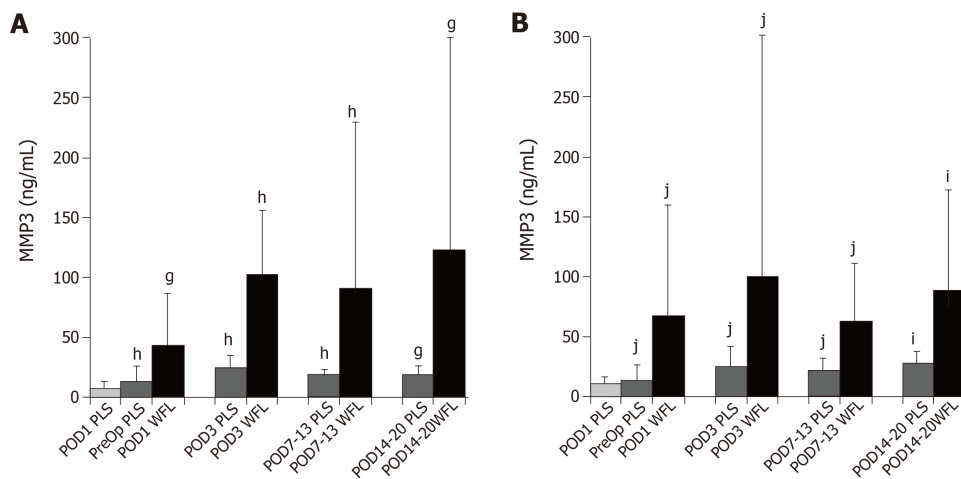 A
MMP3 (ng/mL)
300
250
200
150
100
50
0
g
h
h
h
h
h
g
g
POD1 PLS
PreOp PLS
POD1 WFL
POD3 PLS
POD3 WFL
POD7-13 PLS
POD7-13 WFL
POD14-20 PLS
POD14-20WFL
B
MMP3 (ng/mL)
300
250
200
150
100
50
0
j
j
j
j
j
j
i
i
POD1 PLS
PreOp PLS
POD1 WFL
POD3 PLS
POD3 WFL
POD7-13 PLS
POD7-13 WFL
POD14-20 PLS
POD14-20WFL